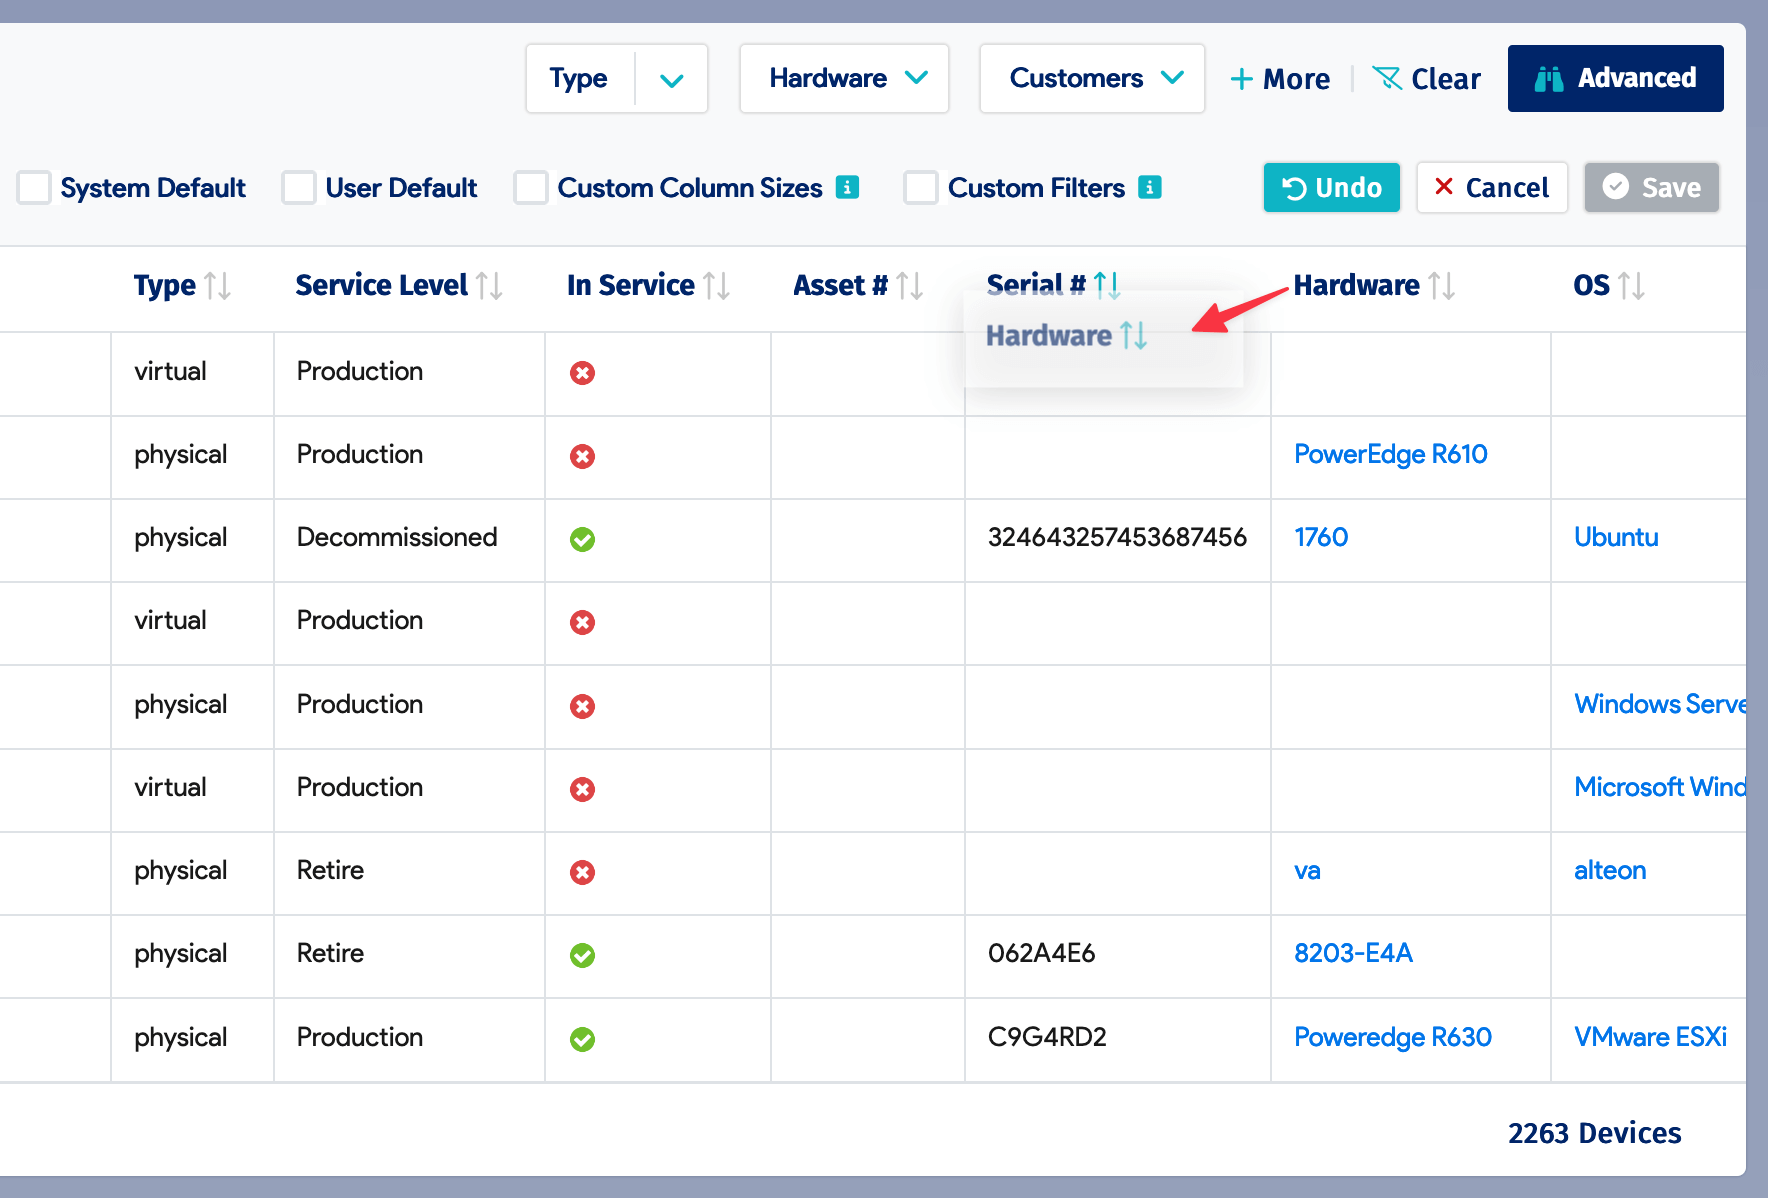 Type Hardware Customers + More Clear Advanced
System Default User Default Custom Column Sizes i Custom Filters i Undo Cancel Save
Type Service Level In Service Asset # Serial # Hardware OS
Hardware
virtual Production
physical Production PowerEdge R610
physical Decommissioned 324643257453687456 1760 Ubuntu
virtual Production
physical Production Windows Serve
virtual Production Microsoft Wind
physical Retire va alteon
physical Retire 062A4E6 8203-E4A
physical Production C9G4RD2 Poweredge R630 VMware ESXi
2263 Devices